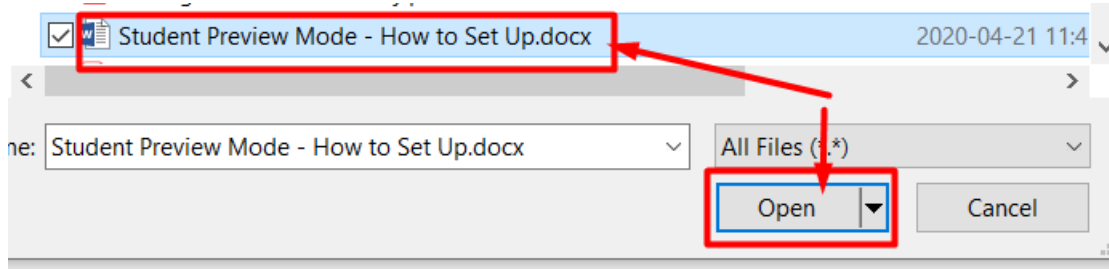 Student Preview Mode - How to Set Up.docx 2020-04-21 11:4
ne: Student Preview Mode - How to Set Up.docx All Files (*.*)
Open Cancel